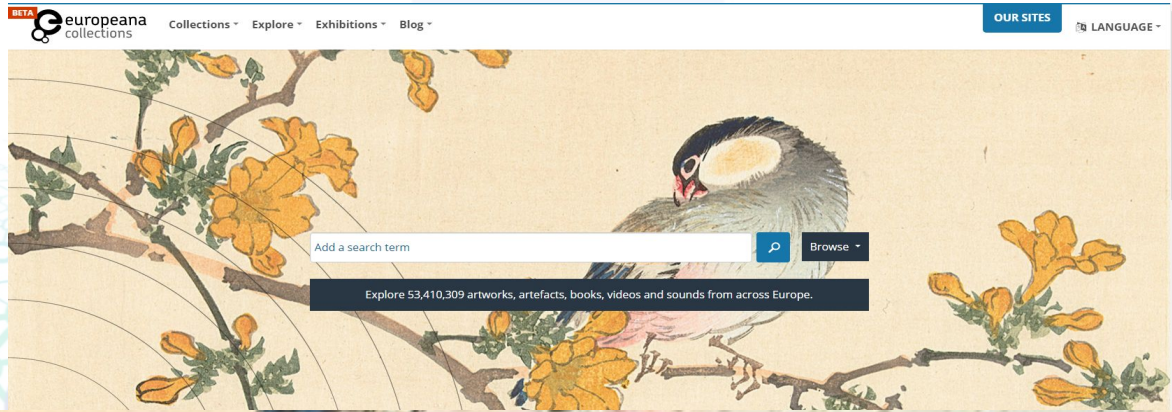 BETA
europeana
collections
Collections
Explore
Exhibitions
Blog
OUR SITES
LANGUAGE
Add a search term
Browse
Explore 53,410,309 artworks, artefacts, books, videos and sounds from across Europe.